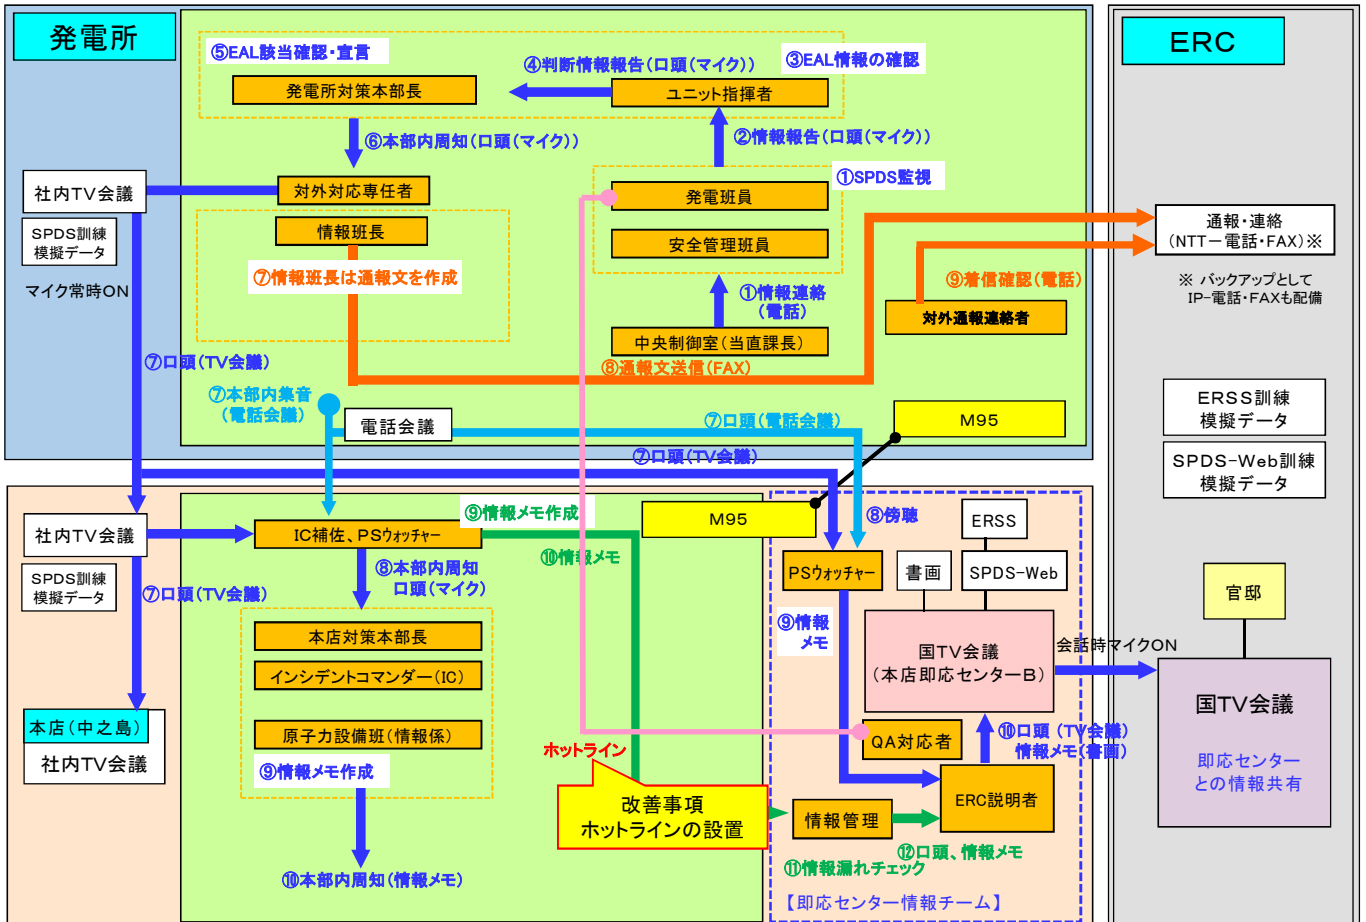 発電所
⑤EAL該当確認・宣言
発電所対策本部長
④判断情報報告(口頭(マイク))
③EAL情報の確認
ユニット指揮者
⑥本部内周知(口頭(マイク))
②情報報告(口頭(マイク))
社内TV会議
対外対応専任者
①SPDS監視
発電班員
SPDS訓練
模擬データ
情報班長
安全管理班員
⑦情報班長は通報文を作成
マイク常時ON
①情報連絡
(電話)
中央制御室(当直課長)
⑨着信確認(電話)
対外通報連絡者
⑦口頭(TV会議)
⑧通報文送信(FAX)
⑦本部内集音
(電話会議)
電話会議
⑦口頭(電話会議)
M95
⑦口頭(TV会議)
ERC
通報・連絡
(NTT-電話・FAX)※
※ バックアップとして
IP-電話・FAXも配備
ERSS訓練
模擬データ
SPDS-Web訓練
模擬データ
社内TV会議
SPDS訓練
模擬データ
⑦口頭(TV会議)
本店(中之島)
社内TV会議
IC補佐、PSウォッチャー
⑨情報メモ作成
M95
⑩情報メモ
⑧本部内周知
口頭(マイク)
本店対策本部長
インシデントコマンダー(IC)
原子力設備班(情報係)
⑨情報メモ作成
⑩本部内周知(情報メモ)
ホットライン
改善事項
ホットラインの設置
⑧傍聴
ERSS
PSウォッチャー
書画
SPDS-Web
⑨情報
メモ
国TV会議
(本店即応センターB)
会話時マイクON
QA対応者
⑩口頭(TV会議)
情報メモ(書画)
ERC説明者
情報管理
⑫口頭、情報メモ
⑪情報漏れチェック
【即応センター情報チーム】
官邸
国TV会議
即応センター
との情報共有